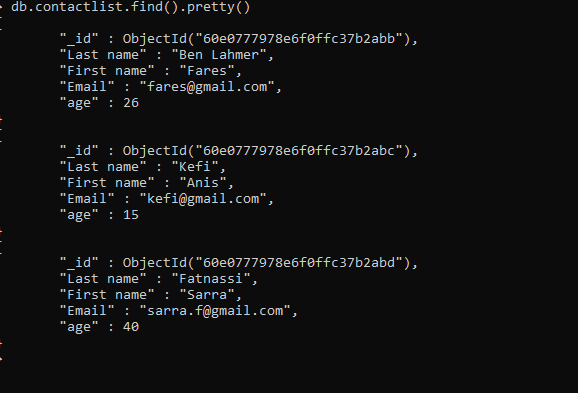 db.contactlist.find().pretty()
"_id" : ObjectId("60e0777978e6f0ffc37b2abb"),
"Last name" : "Ben Lahmer",
"First name" : "Fares",
"Email" : "fares@gmail.com",
"age" : 26
"_id" : ObjectId("60e0777978e6f0ffc37b2abc"),
"Last name" : "Kefi",
"First name" : "Anis",
"Email" : "kefi@gmail.com",
"age" : 15
"_id" : ObjectId("60e0777978e6f0ffc37b2abd"),
"Last name" : "Fatnassi",
"First name" : "Sarra",
"Email" : "sarra.f@gmail.com",
"age" : 40